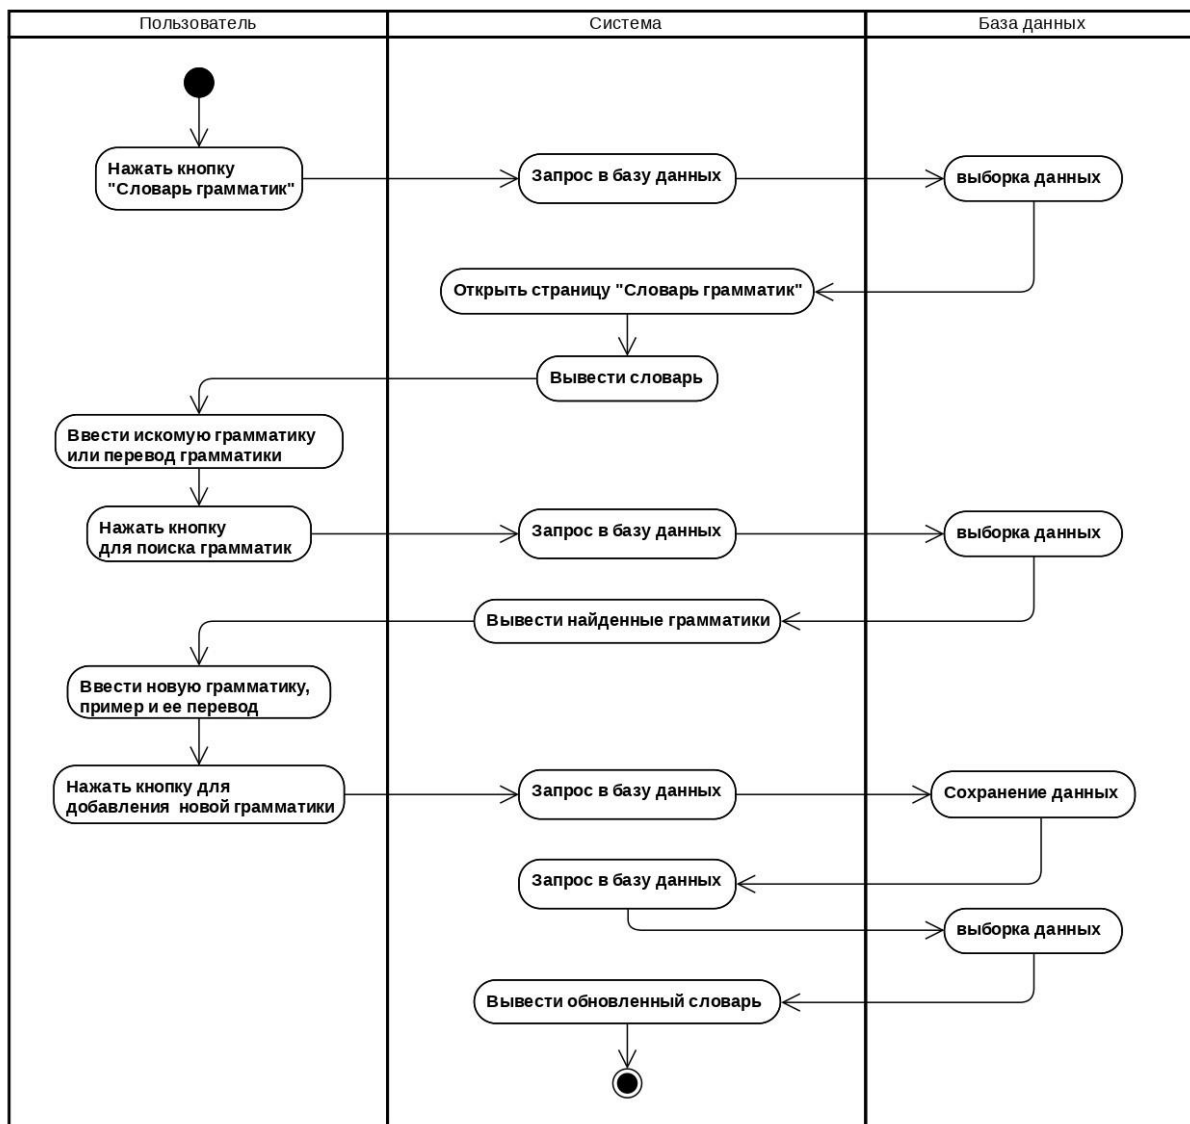 Пользователь
Система
База данных
Нажать кнопку
"Словарь грамматик"
Запрос в базу данных
выборка данных
Открыть страницу "Словарь грамматик"
Вывести словарь
Ввести искомую грамматику
или перевод грамматики
Нажать кнопку
для поиска грамматик
Запрос в базу данных
выборка данных
Вывести найденные грамматики
Ввести новую грамматику,
пример и ее перевод
Нажать кнопку для
добавления  новой грамматики
Запрос в базу данных
Сохранение данных
Запрос в базу данных
выборка данных
Вывести обновленный словарь